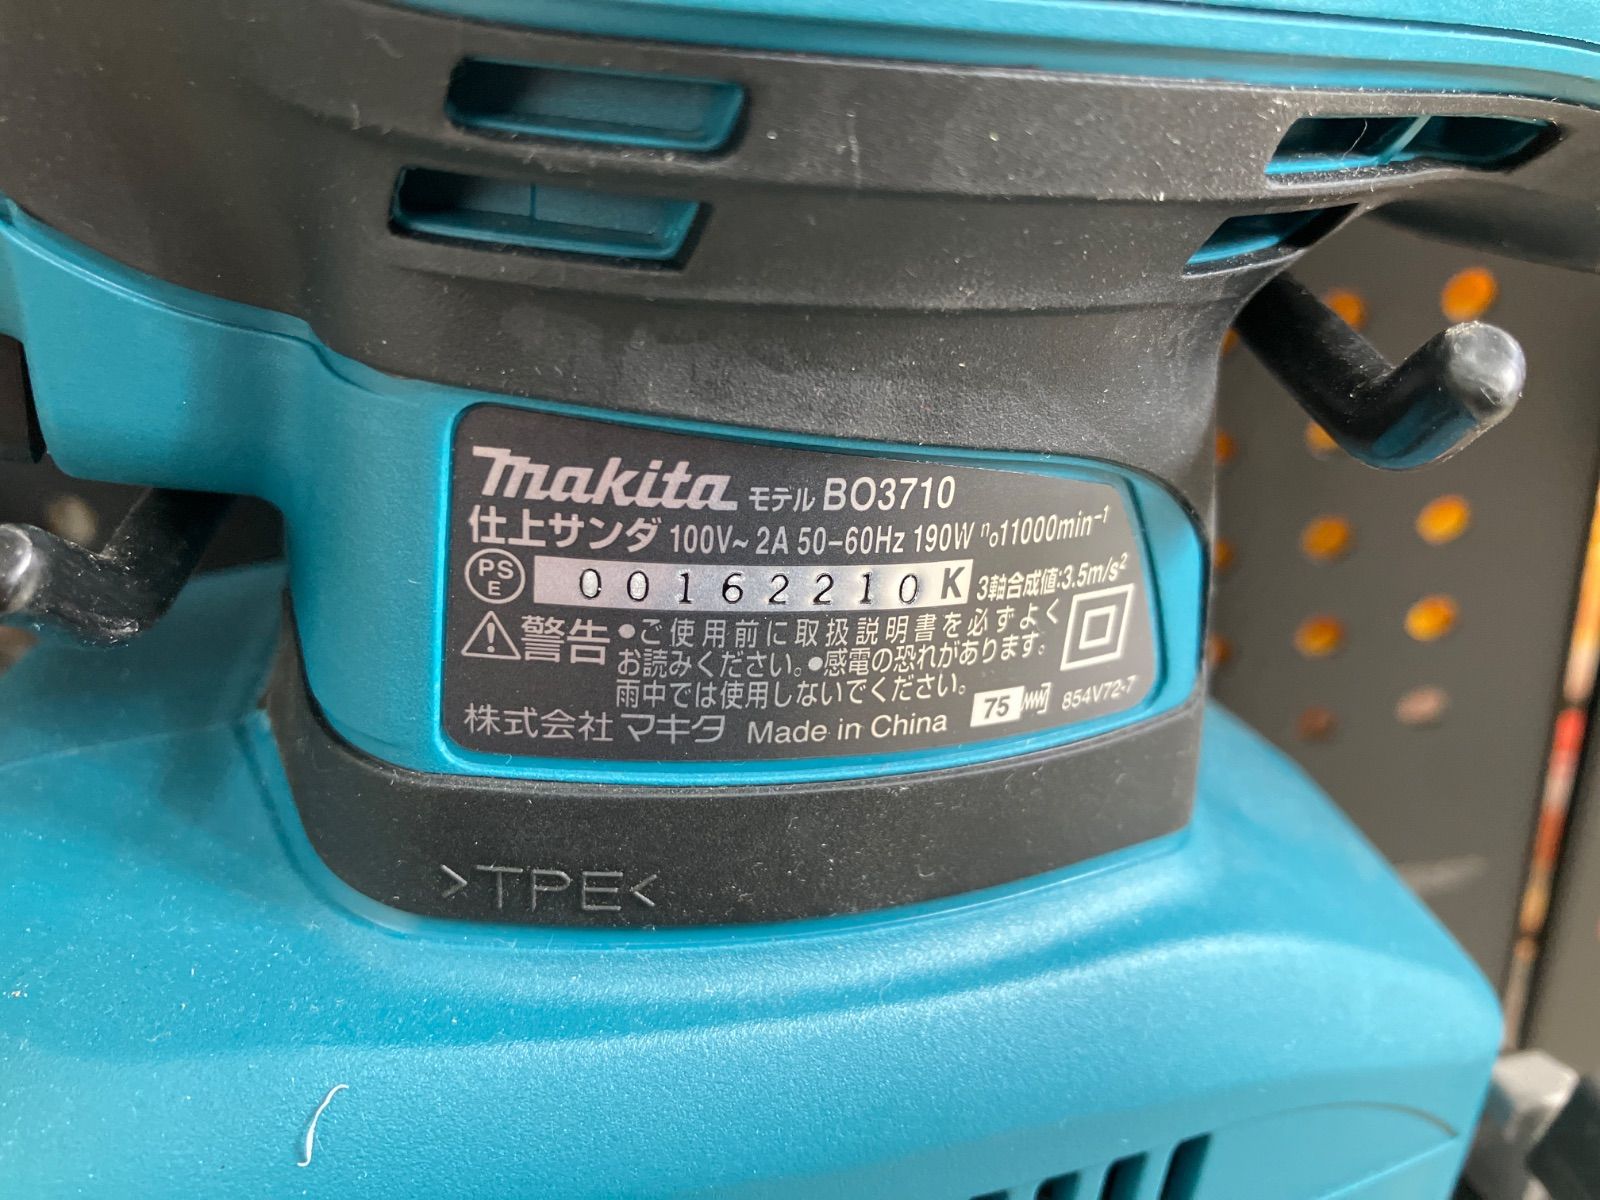 makita モデル BO3710
仕上サンダ 100V~ 2A 50-60Hz 190W n₀11000min⁻¹
PS E 00162210 K 3軸合成値:3.5m/s²
警告 ●ご使用前に取扱説明書を必ずよく
お読みください。●感電の恐れがあります。
雨中では使用しないでください。
株式会社 マキタ Made in China 75 854V72-7
>TPE<